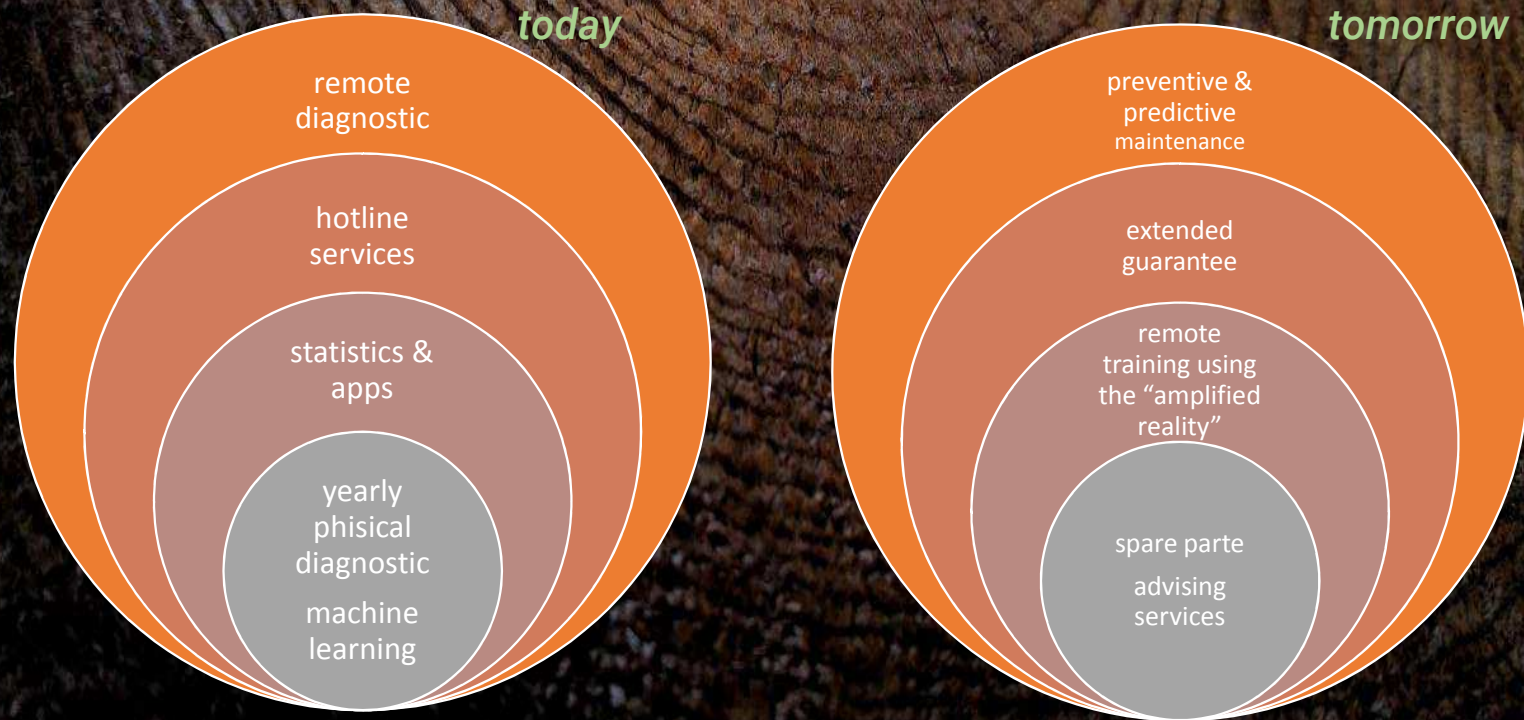 today
remote
diagnostic
hotline
services
statistics &
apps
yearly
phisical
diagnostic
machine
learning
tomorrow
preventive &
predictive
maintenance
extended
guarantee
remote
training using
the “amplified
reality”
spare parte
advising
services